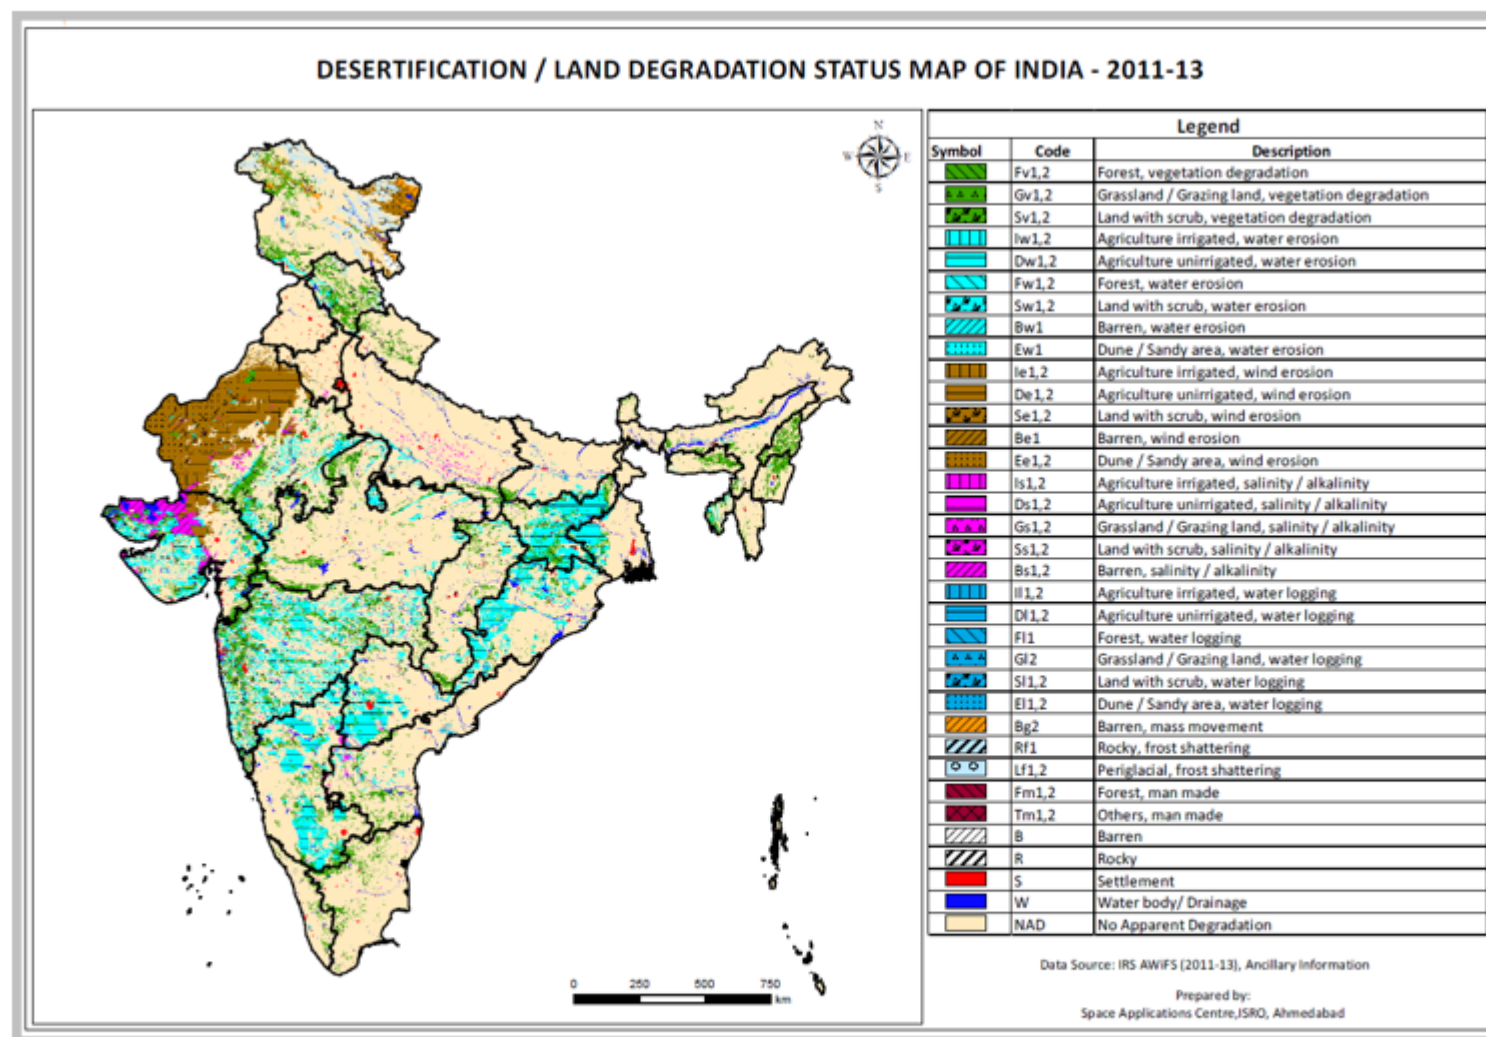 DESERTIFICATION / LAND DEGRADATION STATUS MAP OF INDIA - 2011-13
N
W E
S
Legend
Symbol Code Description
Fv1,2 Forest, vegetation degradation
Gv1,2 Grassland / Grazing land, vegetation degradation
Sv1,2 Land with scrub, vegetation degradation
Iw1,2 Agriculture irrigated, water erosion
Dw1,2 Agriculture unirrigated, water erosion
Fw1,2 Forest, water erosion
Sw1,2 Land with scrub, water erosion
Bw1 Barren, water erosion
Ew1 Dune / Sandy area, water erosion
Ie1,2 Agriculture irrigated, wind erosion
De1,2 Agriculture unirrigated, wind erosion
Se1,2 Land with scrub, wind erosion
Be1 Barren, wind erosion
Ee1,2 Dune / Sandy area, wind erosion
Is1,2 Agriculture irrigated, salinity / alkalinity
Ds1,2 Agriculture unirrigated, salinity / alkalinity
Gs1,2 Grassland / Grazing land, salinity / alkalinity
Ss1,2 Land with scrub, salinity / alkalinity
Bs1,2 Barren, salinity / alkalinity
Il1,2 Agriculture irrigated, water logging
Dl1,2 Agriculture unirrigated, water logging
Fl1 Forest, water logging
Gl2 Grassland / Grazing land, water logging
Sl1,2 Land with scrub, water logging
El1,2 Dune / Sandy area, water logging
Bg2 Barren, mass movement
Rf1 Rocky, frost shattering
Lf1,2 Periglacial, frost shattering
Fm1,2 Forest, man made
Tm1,2 Others, man made
B Barren
R Rocky
S Settlement
W Water body/ Drainage
NAD No Apparent Degradation
0 250 500 750
km
Data Source: IRS AWiFS (2011-13), Ancillary Information
Prepared by:
Space Applications Centre,ISRO, Ahmedabad